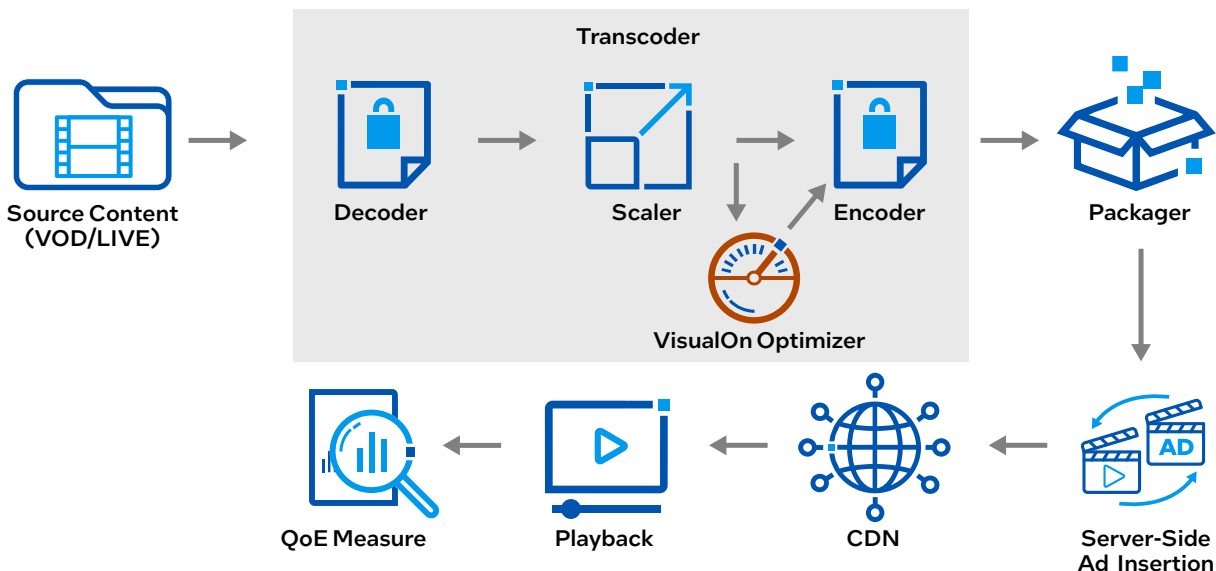 Transcoder
Source Content
(VOD/LIVE)
Decoder
Scaler
Encoder
Packager
VisualOn Optimizer
AD
QoE Measure
Playback
CDN
Server-Side
Ad Insertion